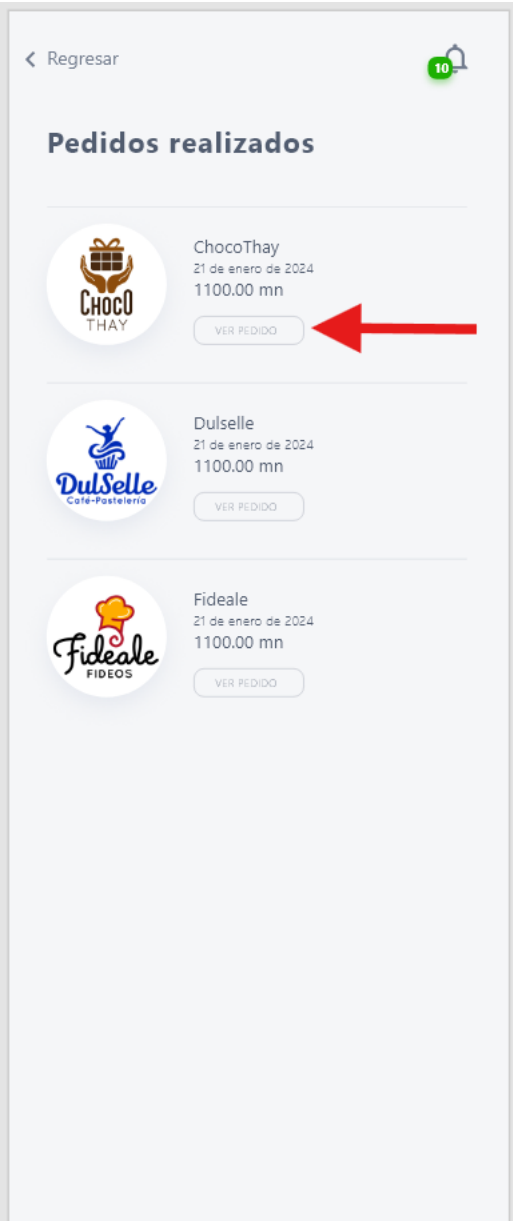 Regresar
10
Pedidos realizados
CHOCO
THAY
ChocoThay
21 de enero de 2024
1100.00 mn
VER PEDIDO
DulSelle
Café-Pastelería
Dulselle
21 de enero de 2024
1100.00 mn
VER PEDIDO
Fideale
FIDEOS
Fideale
21 de enero de 2024
1100.00 mn
VER PEDIDO